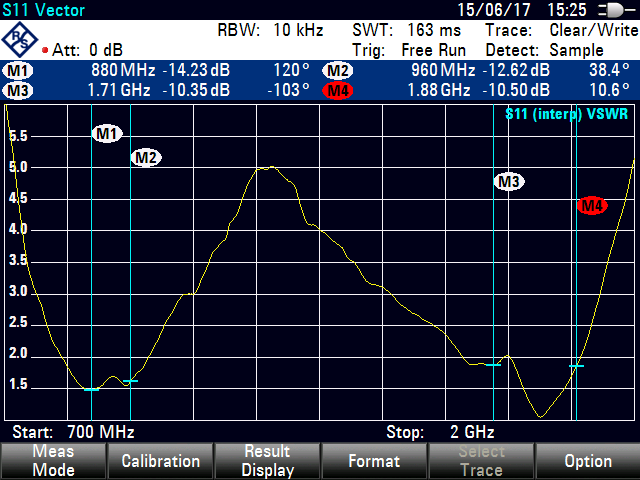 S11 Vector 15/06/17 15:25
RBW: 10 kHz SWT: 163 ms Trace: Clear/Write
R&S Att: 0 dB Trig: Free Run Detect: Sample
M1 880 MHz -14.23 dB 120° M2 960 MHz -12.62 dB 38.4°
M3 1.71 GHz -10.35 dB -103° M4 1.88 GHz -10.50 dB 10.6°
S11 (interp) VSWR
5.5
M1
M2
5.0
M3
4.5
M4
4.0
3.5
3.0
2.5
2.0
1.5
Start: 700 MHz Stop: 2 GHz
Meas Mode
Calibration
Result Display
Format
Select Trace
Option